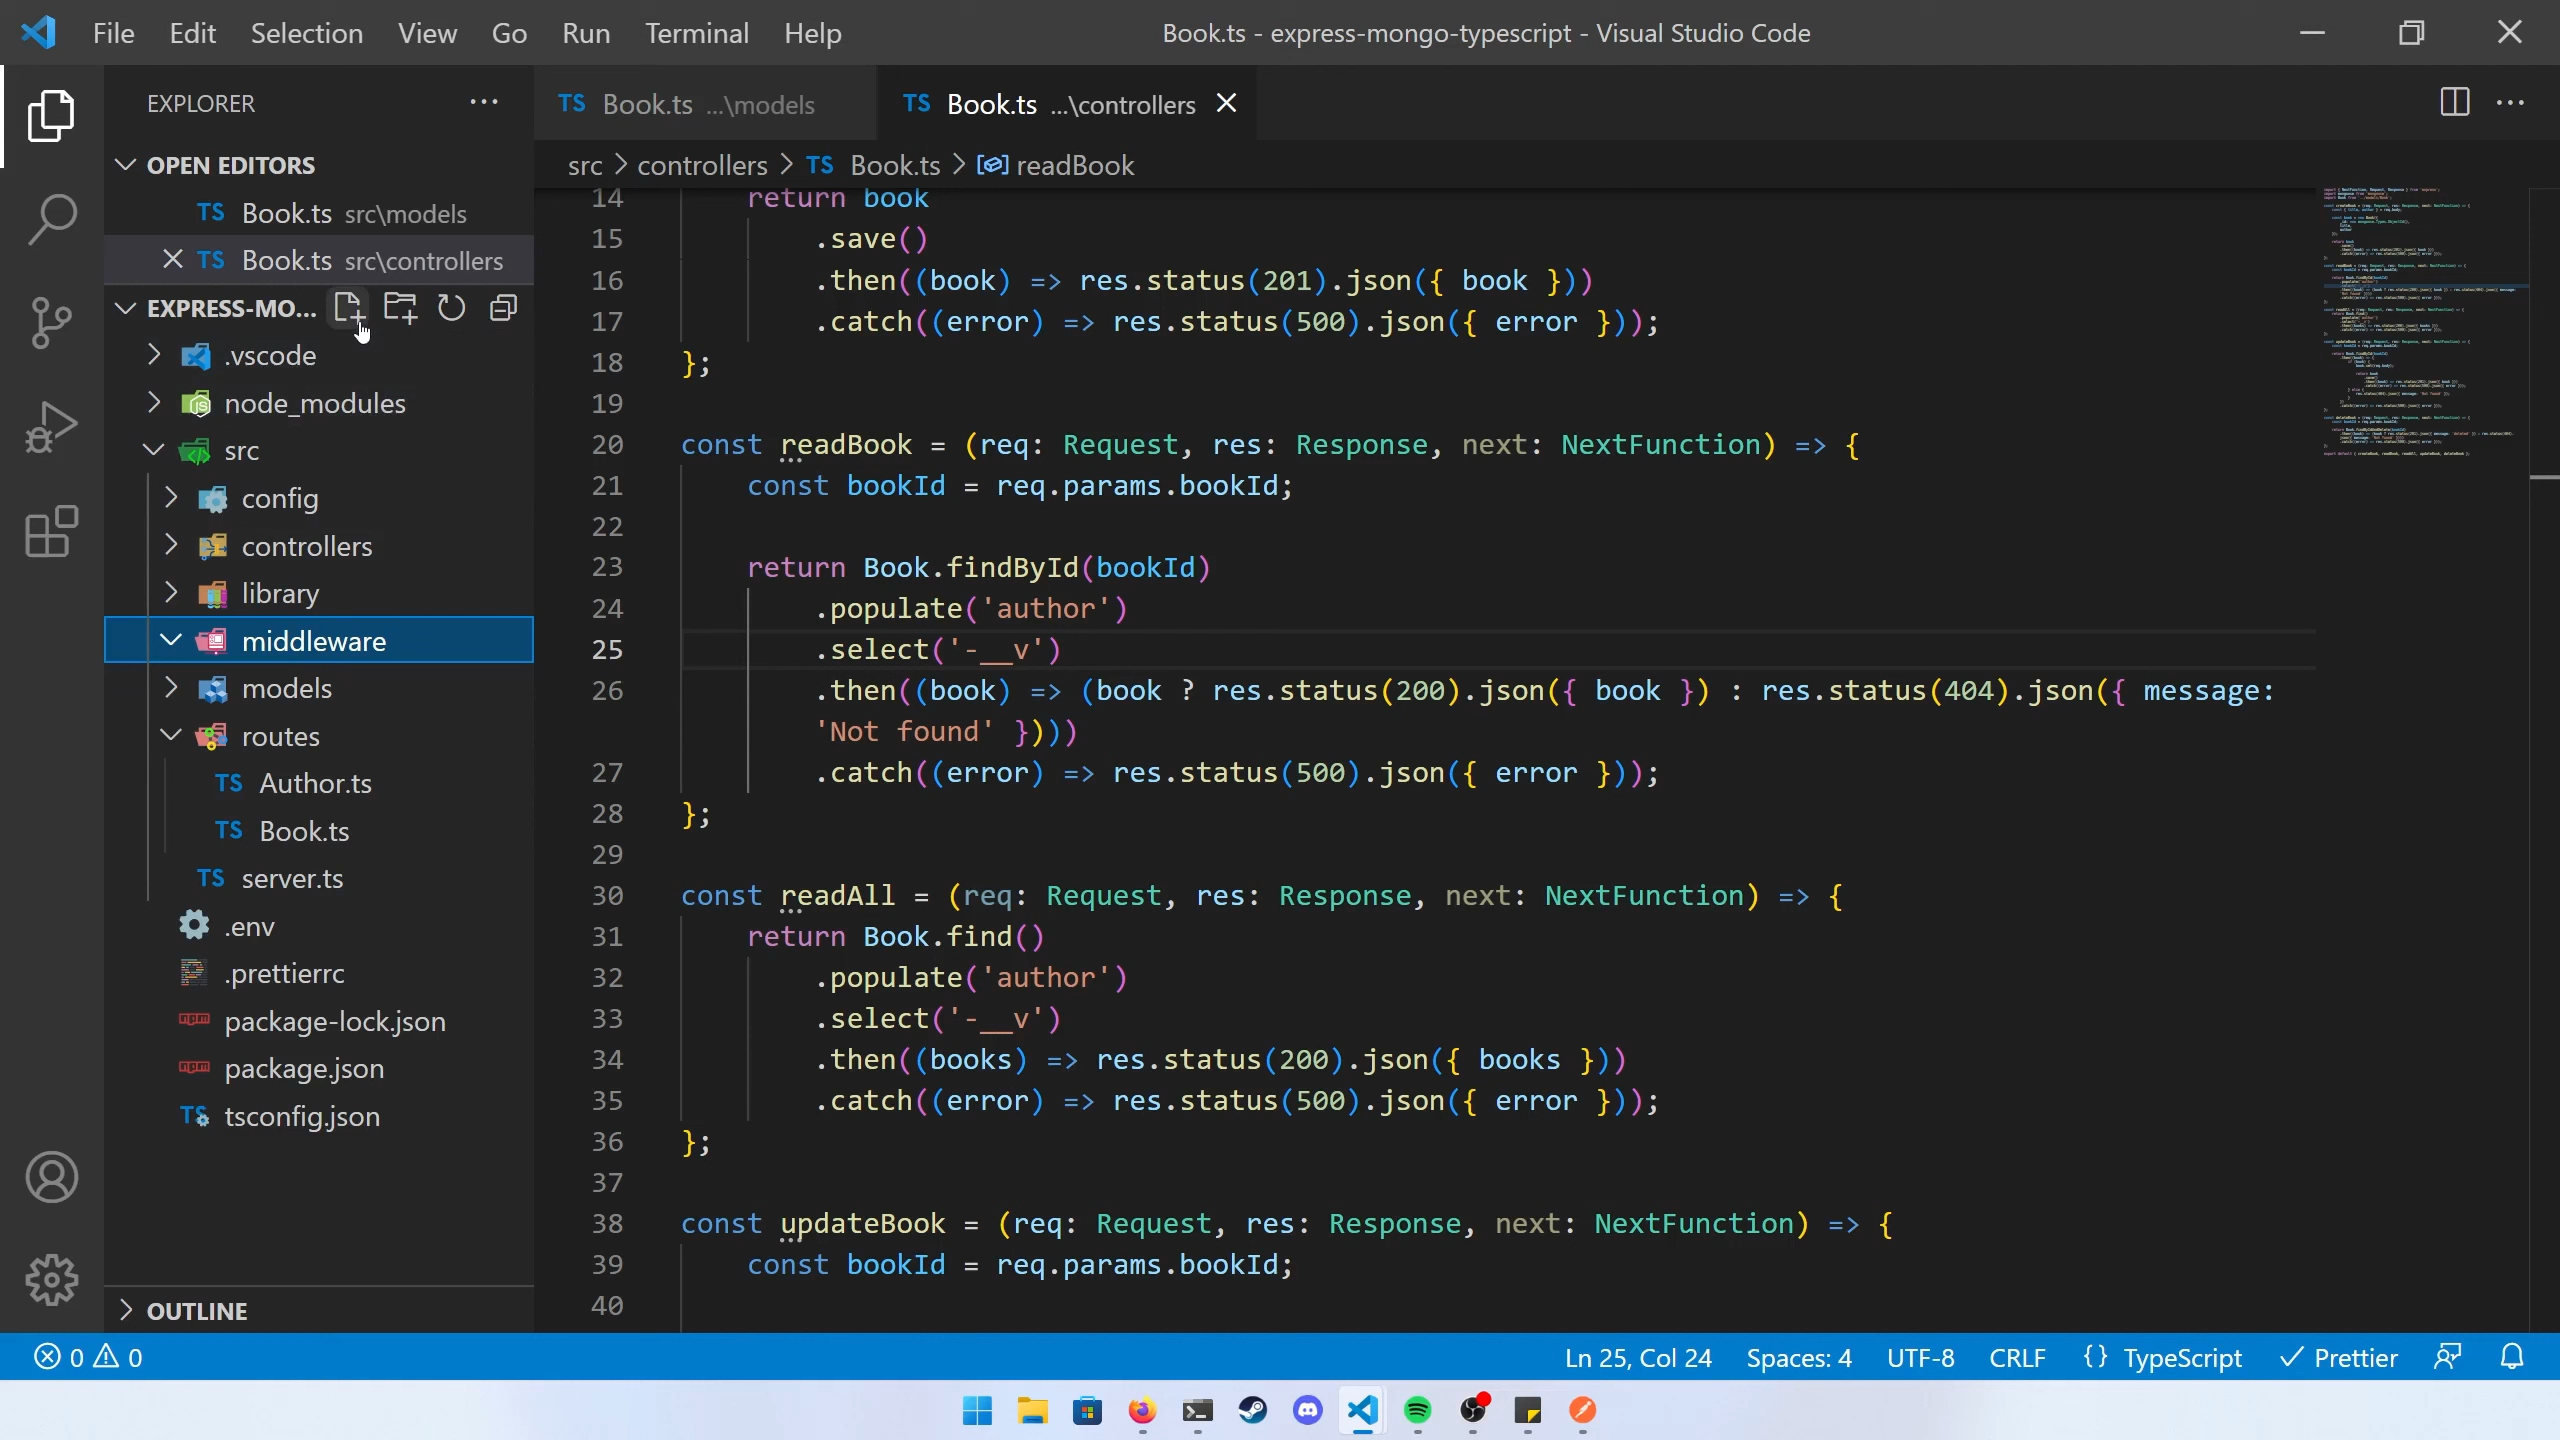 File Edit Selection View Go Run Terminal Help
Book.ts - express-mongo-typescript - Visual Studio Code
EXPLORER
OPEN EDITORS
TS Book.ts src\models
TS Book.ts src\controllers
EXPRESS-MO...
.vscode
node_modules
src
config
controllers
library
middleware
models
routes
TS Author.ts
TS Book.ts
TS server.ts
.env
.prettierrc
package-lock.json
package.json
TS tsconfig.json
OUTLINE
TS Book.ts ...\models
TS Book.ts ...\controllers
src > controllers > TS Book.ts > readBook
14 return book
15 .save()
16 .then((book) => res.status(201).json({ book }))
17 .catch((error) => res.status(500).json({ error }));
18 };
19
20 const readBook = (req: Request, res: Response, next: NextFunction) => {
21 const bookId = req.params.bookId;
22
23 return Book.findById(bookId)
24 .populate('author')
25 .select('-__v')
26 .then((book) => (book ? res.status(200).json({ book }) : res.status(404).json({ message:
'Not found' })))
27 .catch((error) => res.status(500).json({ error }));
28 };
29
30 const readAll = (req: Request, res: Response, next: NextFunction) => {
31 return Book.find()
32 .populate('author')
33 .select('-__v')
34 .then((books) => res.status(200).json({ books }))
35 .catch((error) => res.status(500).json({ error }));
36 };
37
38 const updateBook = (req: Request, res: Response, next: NextFunction) => {
39 const bookId = req.params.bookId;
40
0 0
Ln 25, Col 24 Spaces: 4 UTF-8 CRLF {} TypeScript Prettier